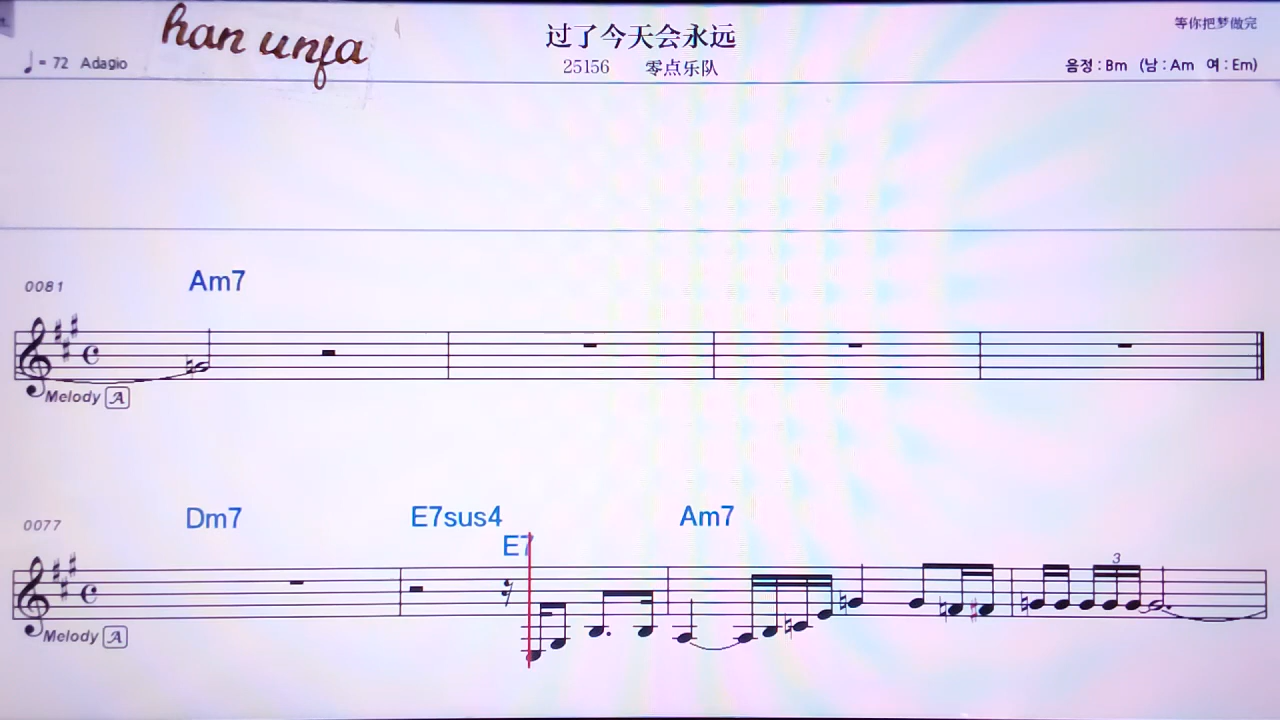 han unfa
过了今天会永远
等你把梦做完
♩= 72 Adagio
25156 零点乐队
음정 : Bm (남 : Am 여 : Em)
0081
Am7
Melody A
0077
Dm7 E7sus4 Am7
E7
3
Melody A